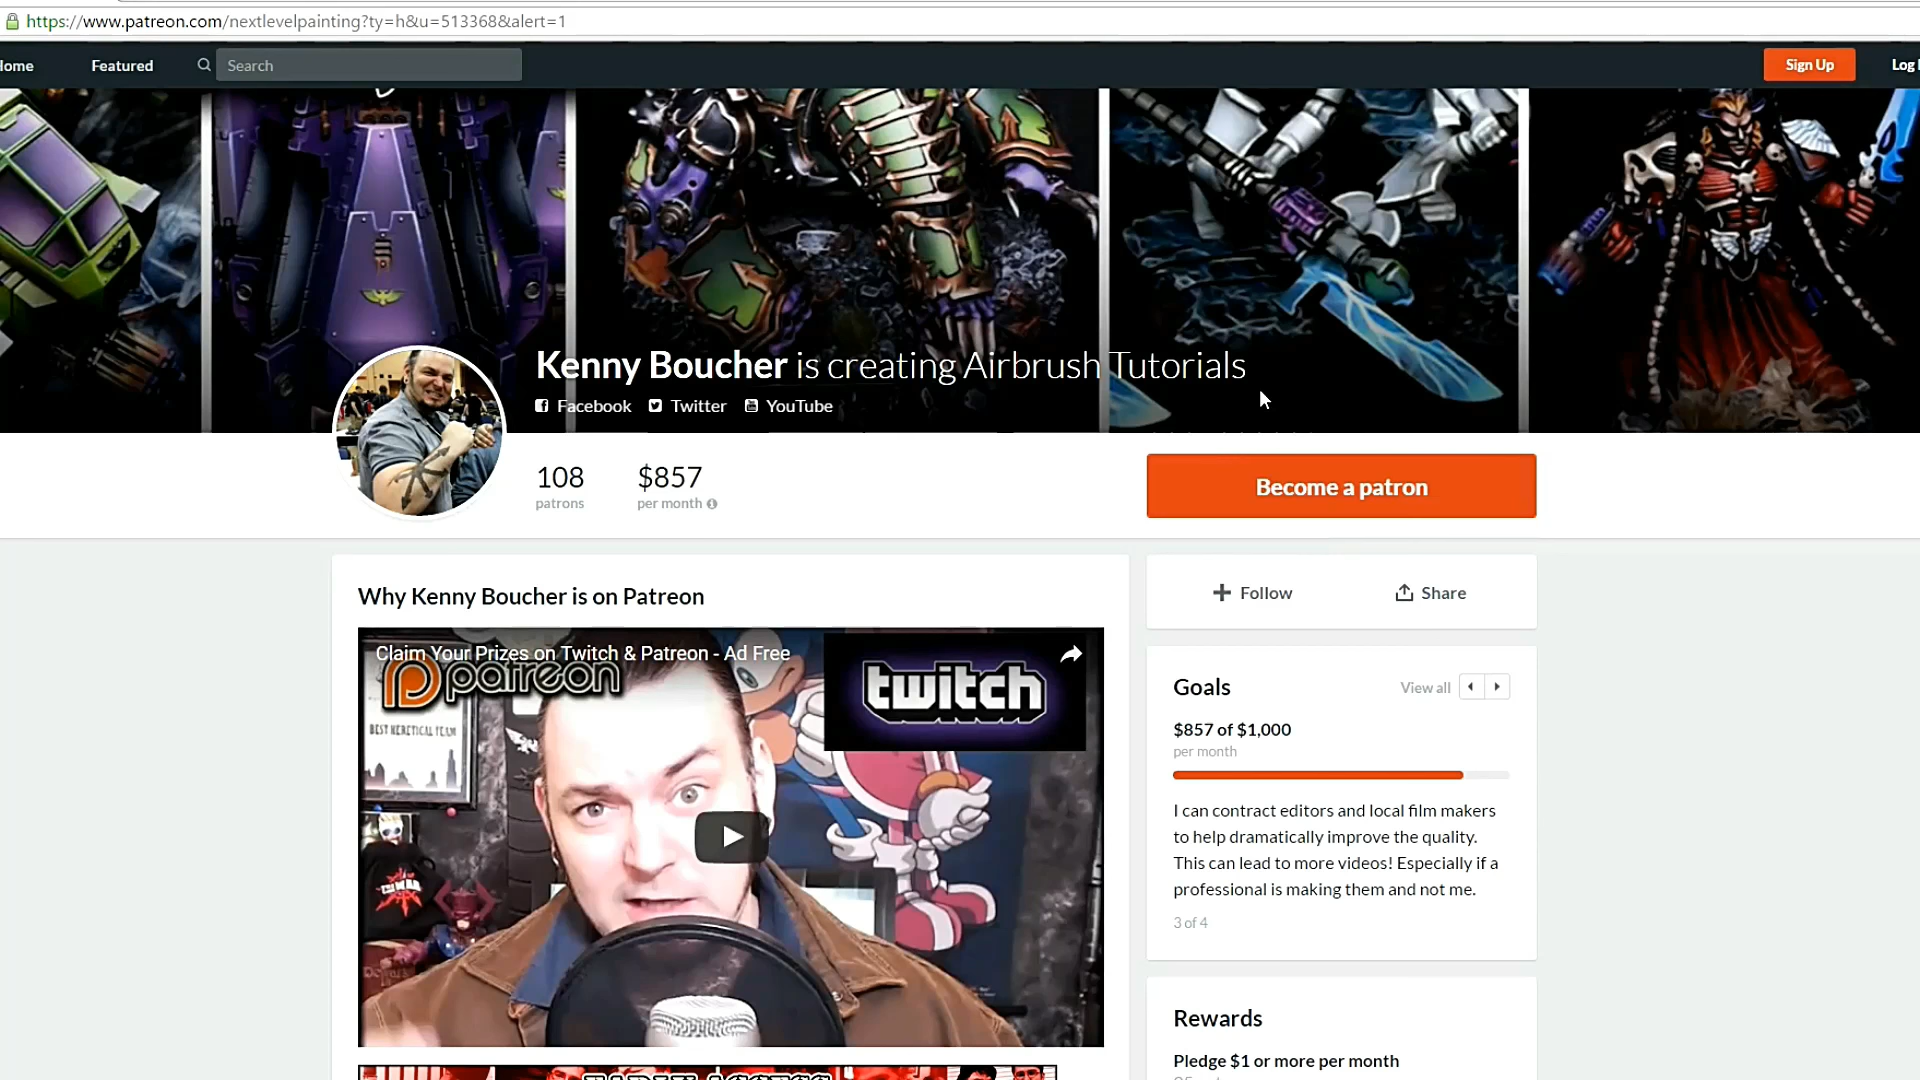 https://www.patreon.com/nextlevelpainting?ty=h&u=513368&alert=1
Home
Featured
Search
Sign Up
Log
Kenny Boucher is creating Airbrush Tutorials
Facebook
Twitter
YouTube
108
patrons
$857
per month
Become a patron
Why Kenny Boucher is on Patreon
Claim Your Prizes on Twitch & Patreon - Ad Free
patreon
twitch
BEST HERETICAL TEAM
Follow
Share
Goals
View all
$857 of $1,000
per month
I can contract editors and local film makers
to help dramatically improve the quality.
This can lead to more videos! Especially if a
professional is making them and not me.
3 of 4
Rewards
Pledge $1 or more per month